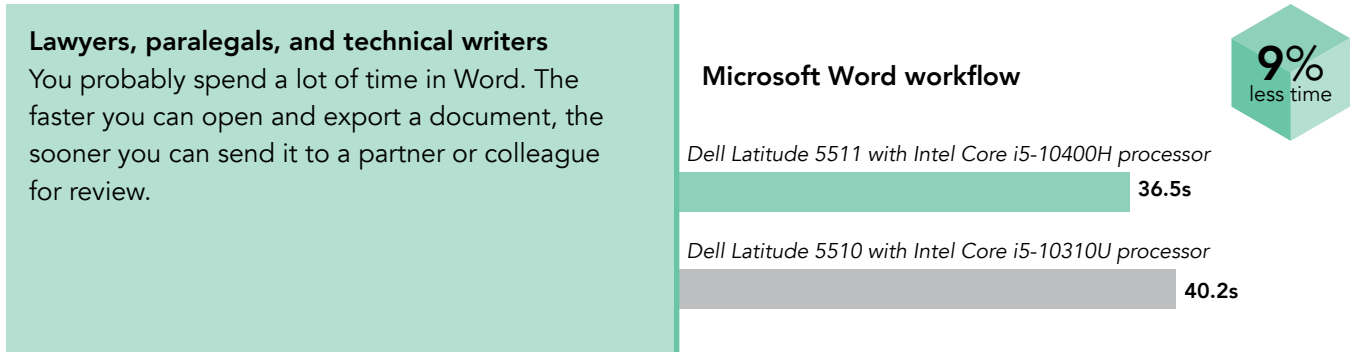 Lawyers, paralegals, and technical writers
You probably spend a lot of time in Word. The
faster you can open and export a document, the
sooner you can send it to a partner or colleague
for review.
Microsoft Word workflow
9%
less time
Dell Latitude 5511 with Intel Core i5-10400H processor
36.5s
Dell Latitude 5510 with Intel Core i5-10310U processor
40.2s